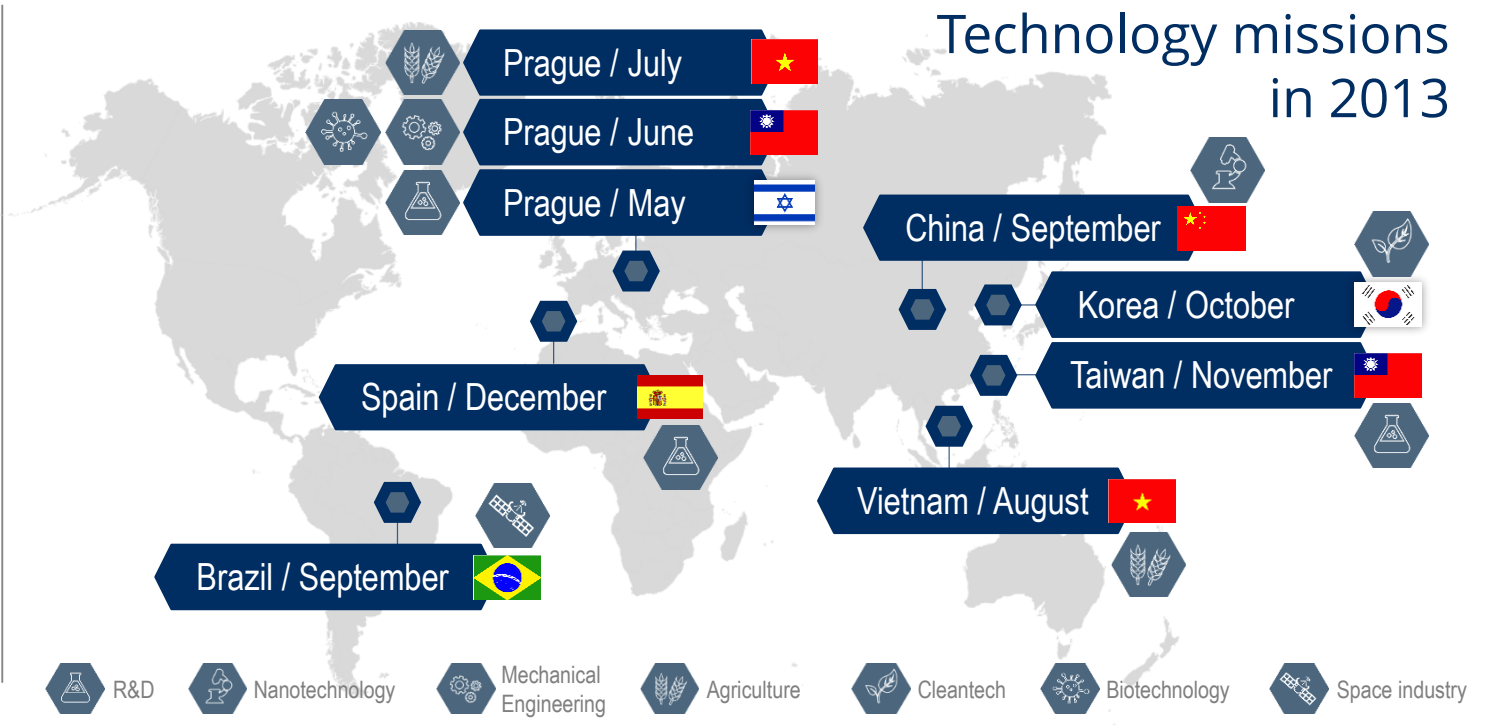 Technology missions
in 2013
Prague / July
Prague / June
Prague / May
China / September
Korea / October
Taiwan / November
Spain / December
Vietnam / August
Brazil / September
R&D
Nanotechnology
Mechanical
Engineering
Agriculture
Cleantech
Biotechnology
Space industry